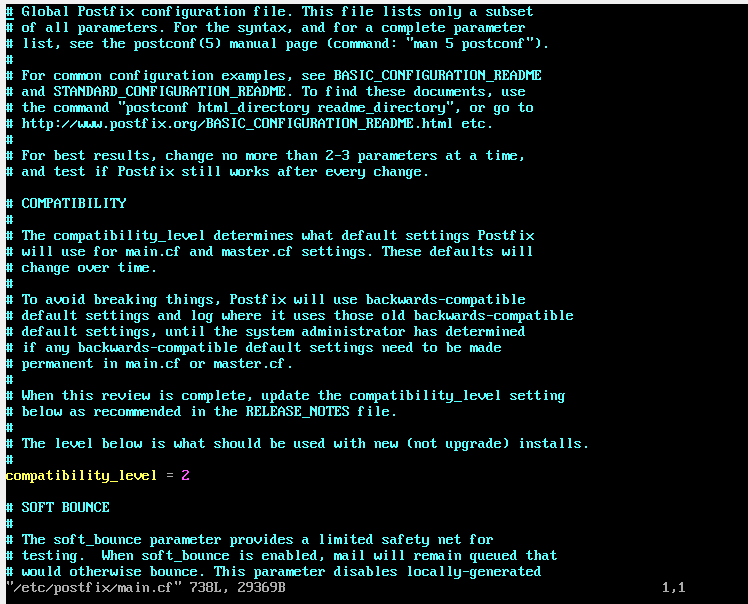 # Global Postfix configuration file. This file lists only a subset
# of all parameters. For the syntax, and for a complete parameter
# list, see the postconf(5) manual page (command: "man 5 postconf").
#
# For common configuration examples, see BASIC_CONFIGURATION_README
# and STANDARD_CONFIGURATION_README. To find these documents, use
# the command "postconf html_directory readme_directory", or go to
# http://www.postfix.org/BASIC_CONFIGURATION_README.html etc.
#
# For best results, change no more than 2-3 parameters at a time,
# and test if Postfix still works after every change.

# COMPATIBILITY
#
# The compatibility_level determines what default settings Postfix
# will use for main.cf and master.cf settings. These defaults will
# change over time.
#
# To avoid breaking things, Postfix will use backwards-compatible
# default settings and log where it uses those old backwards-compatible
# default settings, until the system administrator has determined
# if any backwards-compatible default settings need to be made
# permanent in main.cf or master.cf.
#
# When this review is complete, update the compatibility_level setting
# below as recommended in the RELEASE_NOTES file.
#
# The level below is what should be used with new (not upgrade) installs.
#
compatibility_level = 2

# SOFT BOUNCE
#
# The soft_bounce parameter provides a limited safety net for
# testing.  When soft_bounce is enabled, mail will remain queued that
# would otherwise bounce. This parameter disables locally-generated
"/etc/postfix/main.cf" 738L, 29369B 1,1